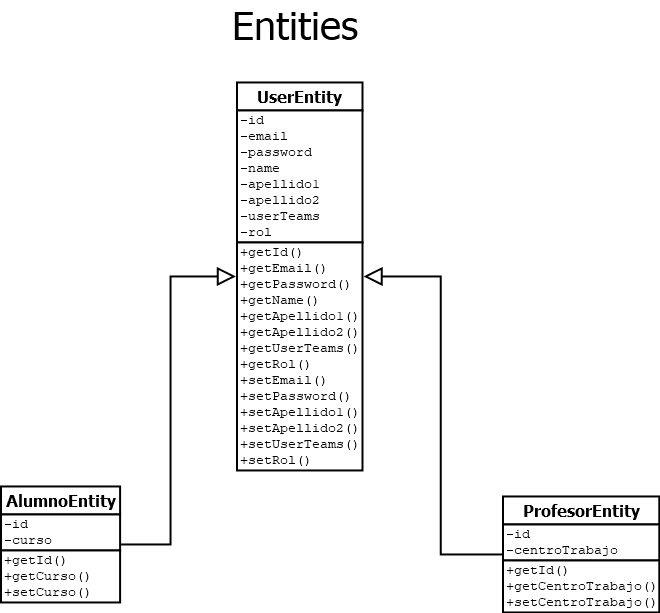 Entities
UserEntity
-id
-email
-password
-name
-apellido1
-apellido2
-userTeams
-rol
+getId()
+getEmail()
+getPassword()
+getName()
+getApellido1()
+getApellido2()
+getUserTeams()
+getRol()
+setEmail()
+setPassword()
+setApellido1()
+setApellido2()
+setUserTeams()
+setRol()
AlumnoEntity
-id
-curso
+getId()
+getCurso()
+setCurso()
ProfesorEntity
-id
-centroTrabajo
+getId()
+getCentroTrabajo()
+setCentroTrabajo()